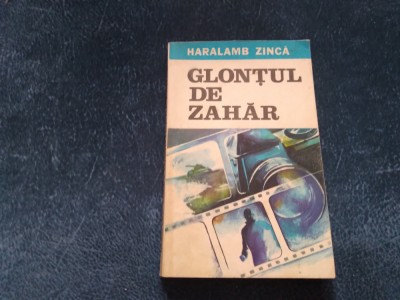 HARALAMB ZINCĂ
GLONȚUL
DE
ZAHĂR